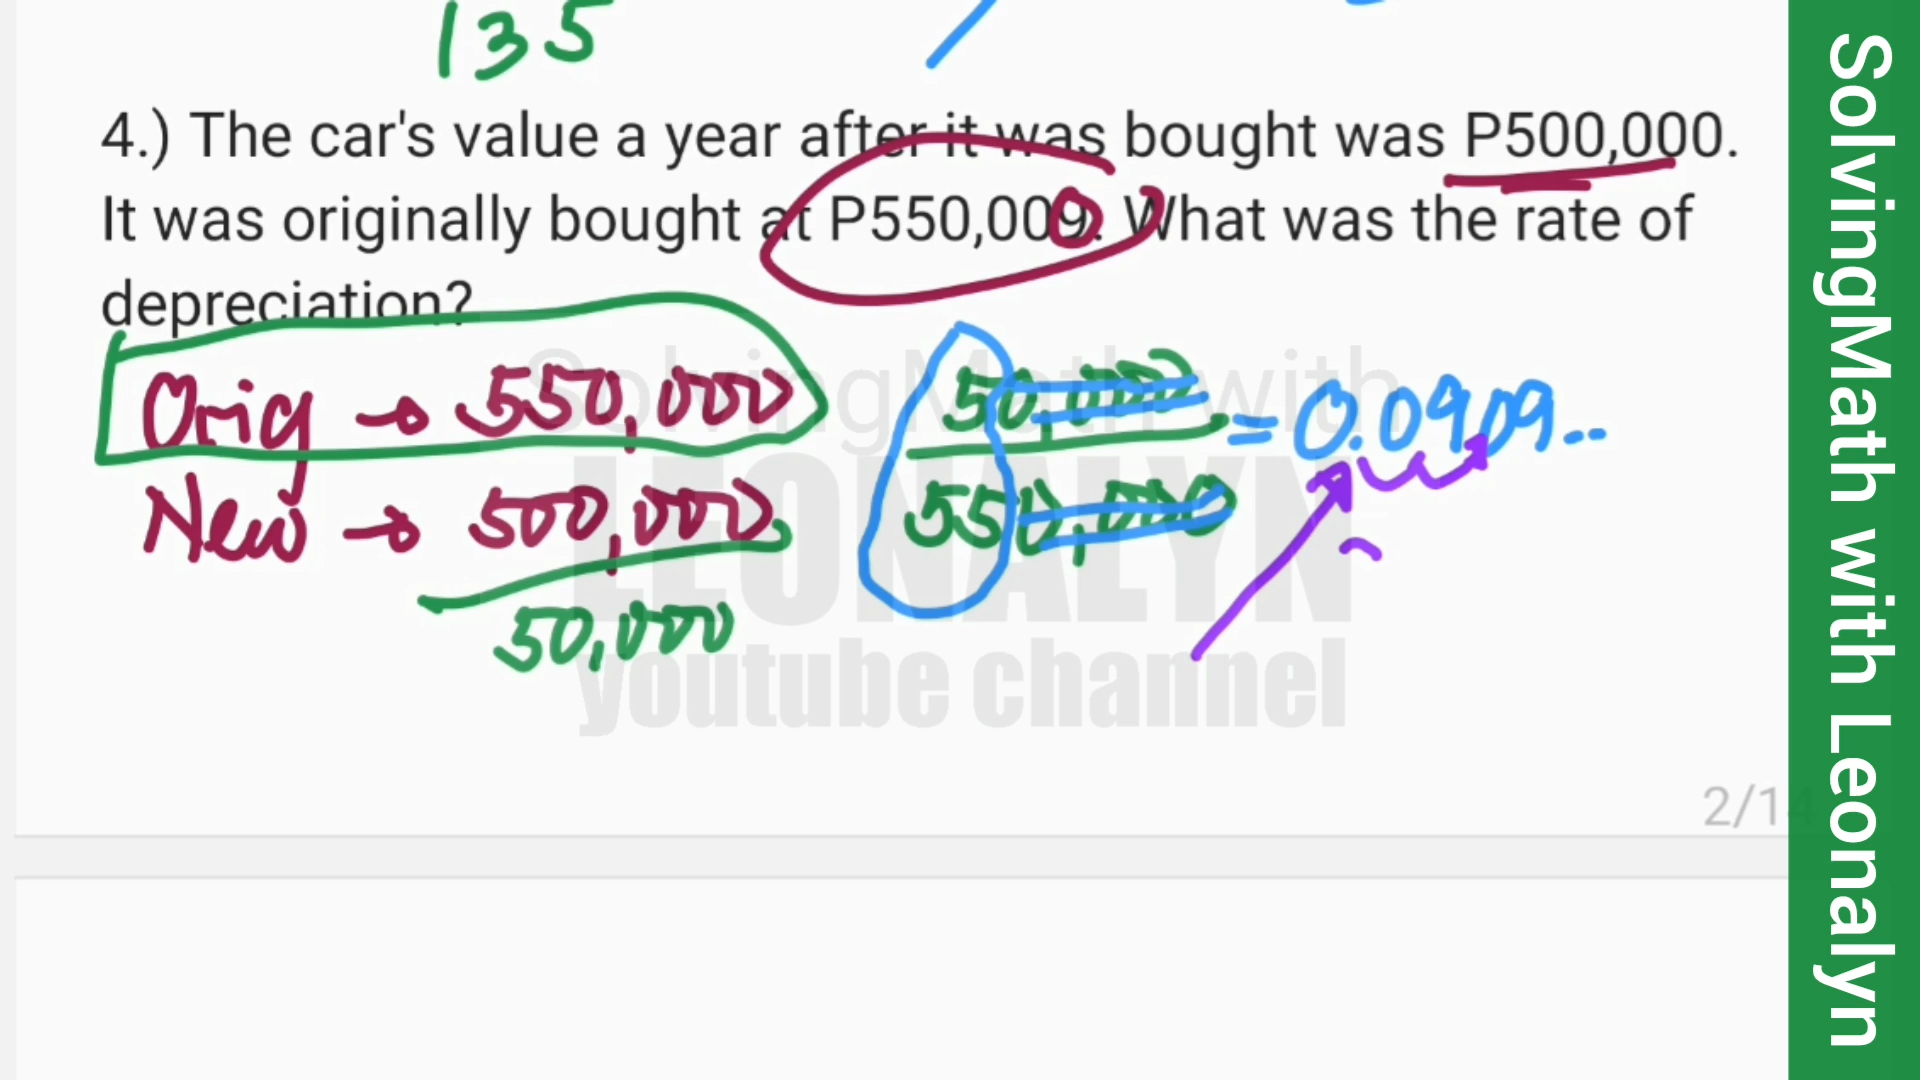 135
4.) The car's value a year after it was bought was P500,000.
It was originally bought at P550,009. What was the rate of
depreciation?
Orig → 550,000
New → 500,000
50,000
50,000
550,000
= 0.0909...
SolvingMath with
LEONALYN
youtube channel
2/14
SolvingMath with Leonalyn